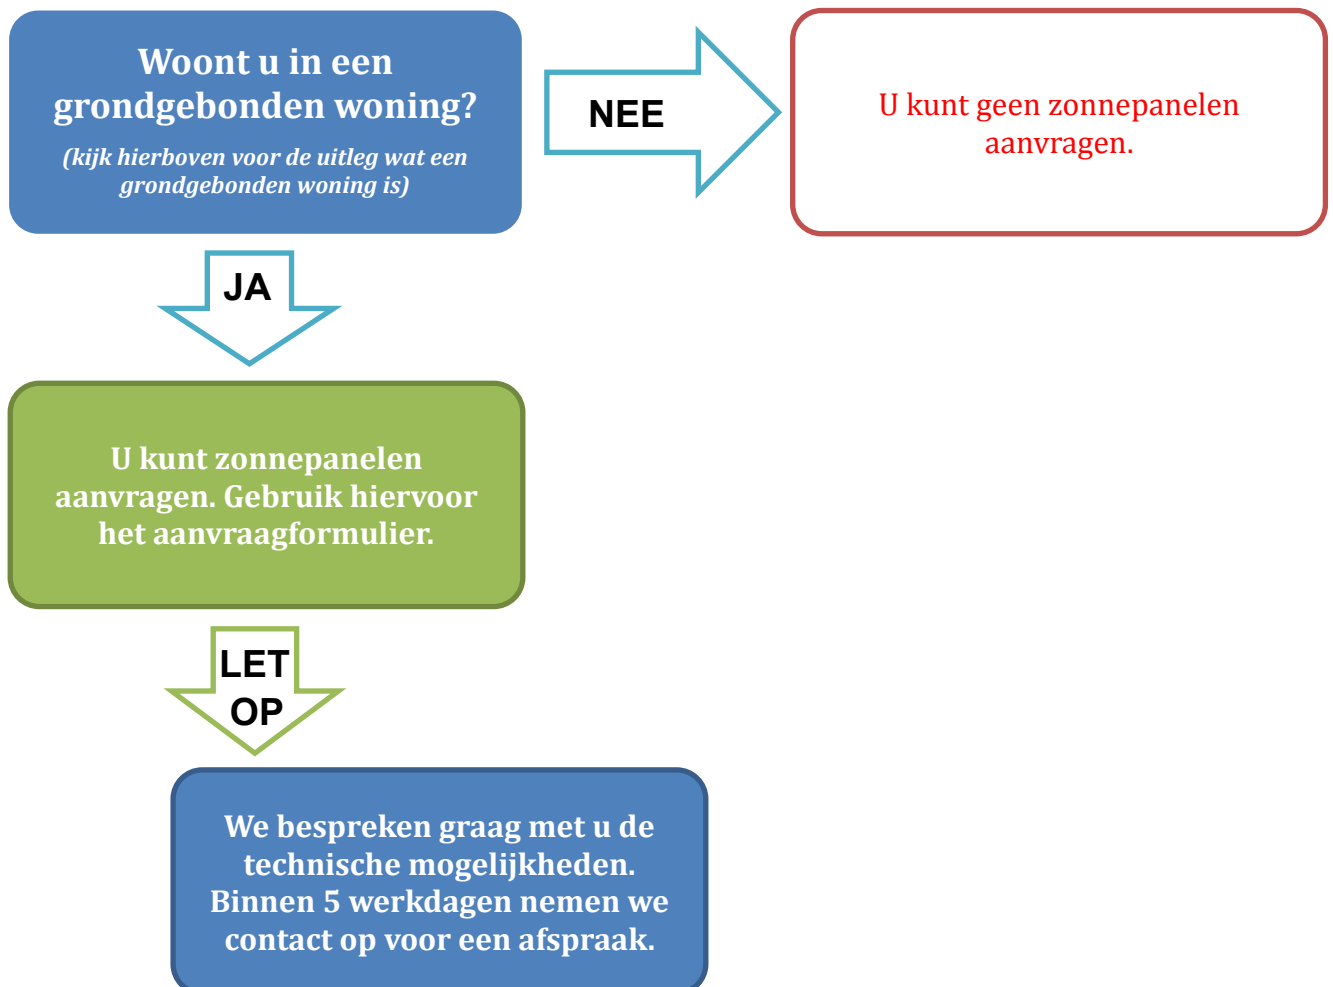 Woont u in een
grondgebonden woning?
(kijk hierboven voor de uitleg wat een
grondgebonden woning is)
NEE
U kunt geen zonnepanelen
aanvragen.
JA
U kunt zonnepanelen
aanvragen. Gebruik hiervoor
het aanvraagformulier.
LET
OP
We bespreken graag met u de
technische mogelijkheden.
Binnen 5 werkdagen nemen we
contact op voor een afspraak.